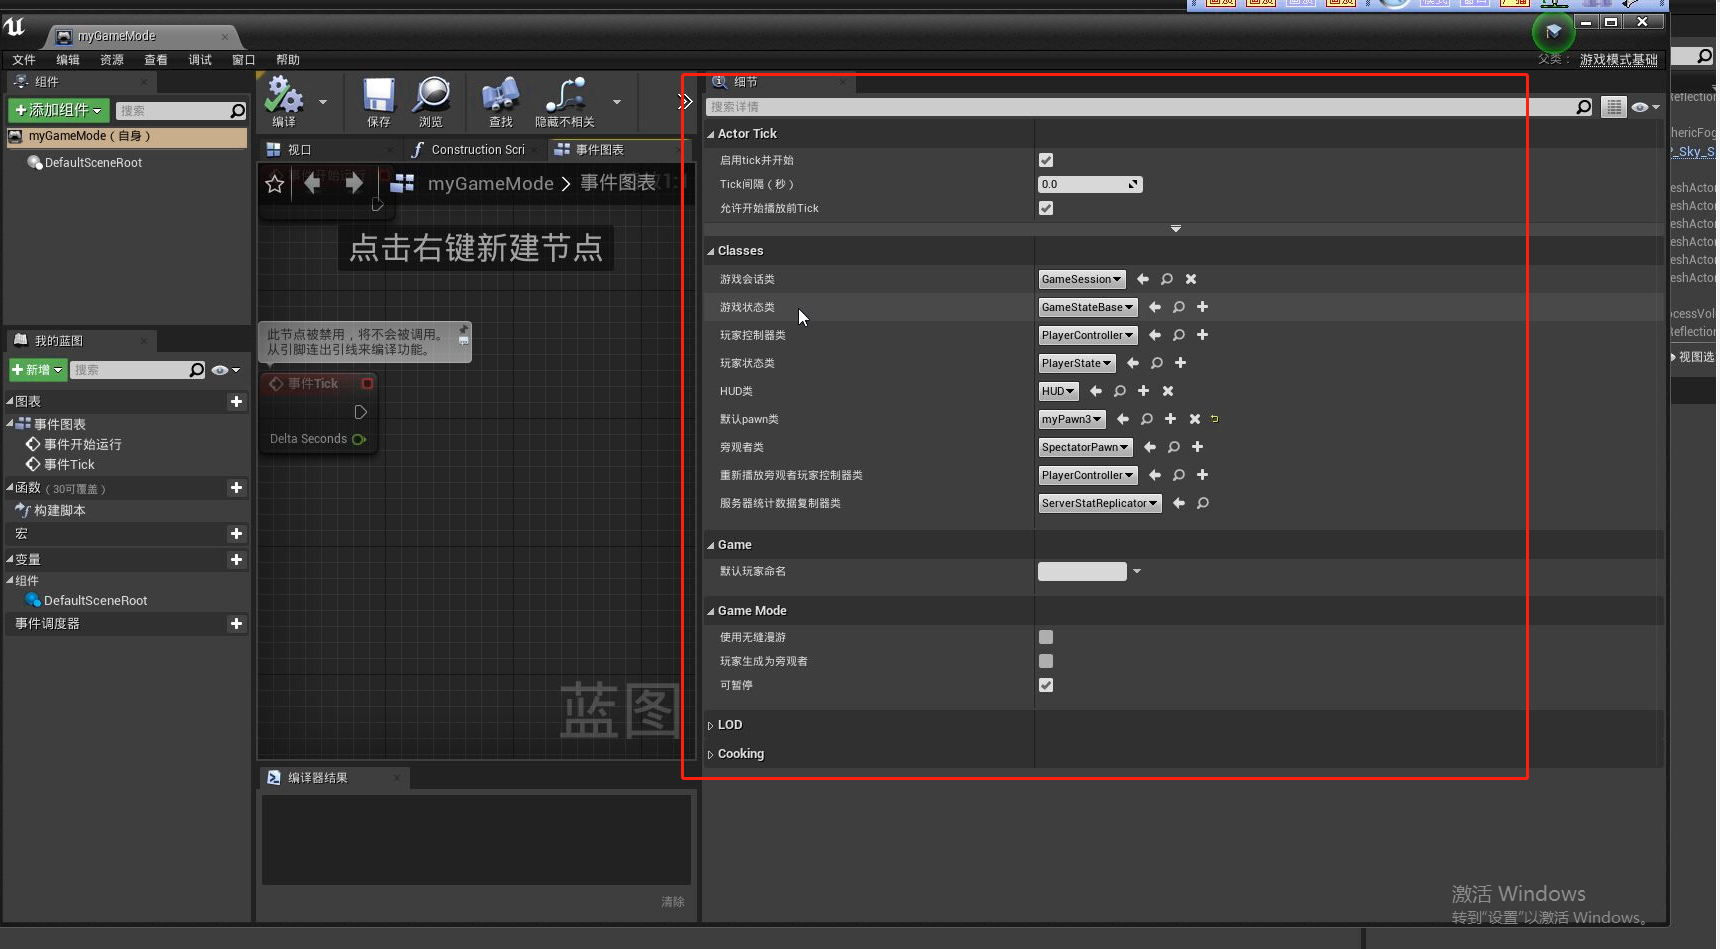 myGameMode
文件 编辑 资源 查看 调试 窗口 帮助
父类： 游戏模式基础
组件
添加组件
搜索
myGameMode（自身）
DefaultSceneRoot
编译 保存 浏览 查找 隐藏不相关
视口 Construction Scri 事件图表
myGameMode 事件图表
点击右键新建节点
此节点被禁用，将不会被调用。
从引脚连出引线来编译功能。
事件Tick
Delta Seconds
蓝图
我的蓝图
新增
搜索
图表
事件图表
事件开始运行
事件Tick
函数（30可覆盖）
构建脚本
宏
变量
组件
DefaultSceneRoot
事件调度器
编译器结果
清除
细节
搜索详情
Actor Tick
启用tick并开始
Tick间隔（秒） 0.0
允许开始播放前Tick
Classes
游戏会话类 GameSession
游戏状态类 GameStateBase
玩家控制器类 PlayerController
玩家状态类 PlayerState
HUD类 HUD
默认pawn类 myPawn3
旁观者类 SpectatorPawn
重新播放旁观者玩家控制器类 PlayerController
服务器统计数据复制器类 ServerStatReplicator
Game
默认玩家命名
Game Mode
使用无缝漫游
玩家生成为旁观者
可暂停
LOD
Cooking
eflection
hericFog
P_Sky_S
eshActor
eshActor
eshActor
eshActor
eshActor
eshActor
ocessVol
eflection
视图选
激活 Windows
转到"设置"以激活 Windows。